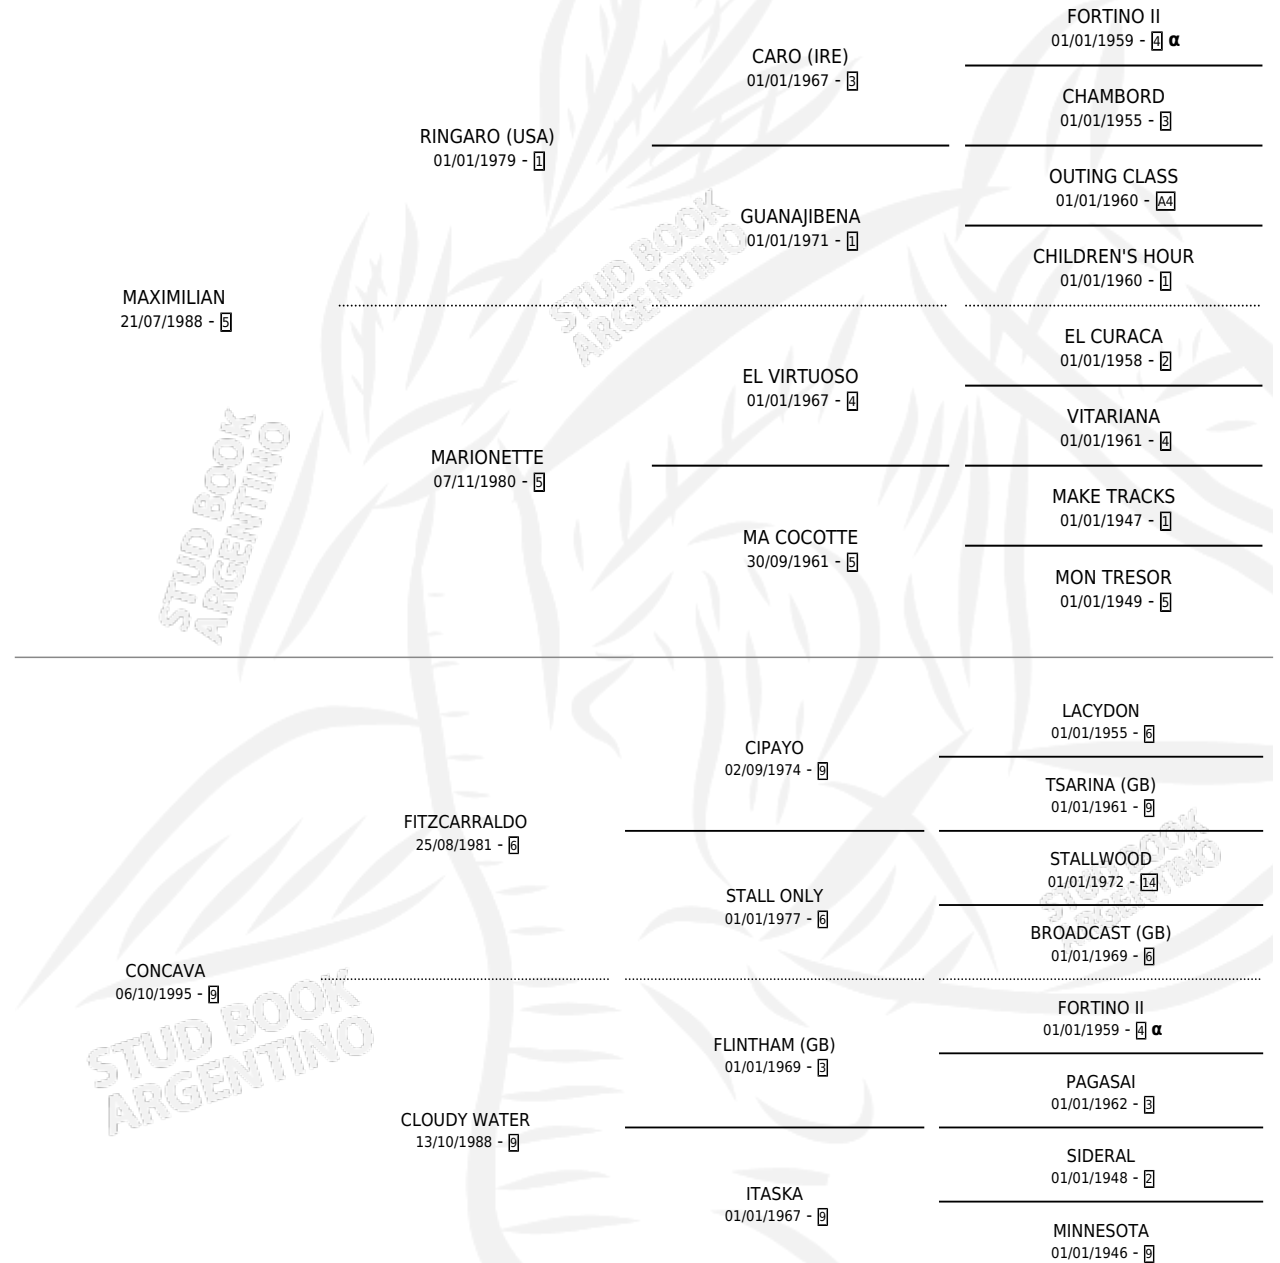 FORTINO II
01/01/1959 - 4 α
CARO (IRE)
01/01/1967 - 3
CHAMBORD
01/01/1955 - 3
RINGARO (USA)
01/01/1979 - 1
OUTING CLASS
01/01/1960 - A4
GUANAJIBENA
01/01/1971 - 1
CHILDREN'S HOUR
01/01/1960 - 1
MAXIMILIAN
21/07/1988 - 5
EL CURACA
01/01/1958 - 2
EL VIRTUOSO
01/01/1967 - 4
VITARIANA
01/01/1961 - 4
MARIONETTE
07/11/1980 - 5
MAKE TRACKS
01/01/1947 - 1
MA COCOTTE
30/09/1961 - 5
MON TRESOR
01/01/1949 - 5
LACYDON
01/01/1955 - 6
CIPAYO
02/09/1974 - 9
TSARINA (GB)
01/01/1961 - 9
FITZCARRALDO
25/08/1981 - 6
STALLWOOD
01/01/1972 - 14
STALL ONLY
01/01/1977 - 6
BROADCAST (GB)
01/01/1969 - 6
CONCAVA
06/10/1995 - 9
FORTINO II
01/01/1959 - 4 α
FLINTHAM (GB)
01/01/1969 - 3
PAGASAI
01/01/1962 - 3
CLOUDY WATER
13/10/1988 - 9
SIDERAL
01/01/1948 - 2
ITASKA
01/01/1967 - 9
MINNESOTA
01/01/1946 - 9
STUD BOOK
ARGENTINO
STUD BOOK
ARGENTINO
STUD BOOK
ARGENTINO
STUD BOOK
ARGENTINO